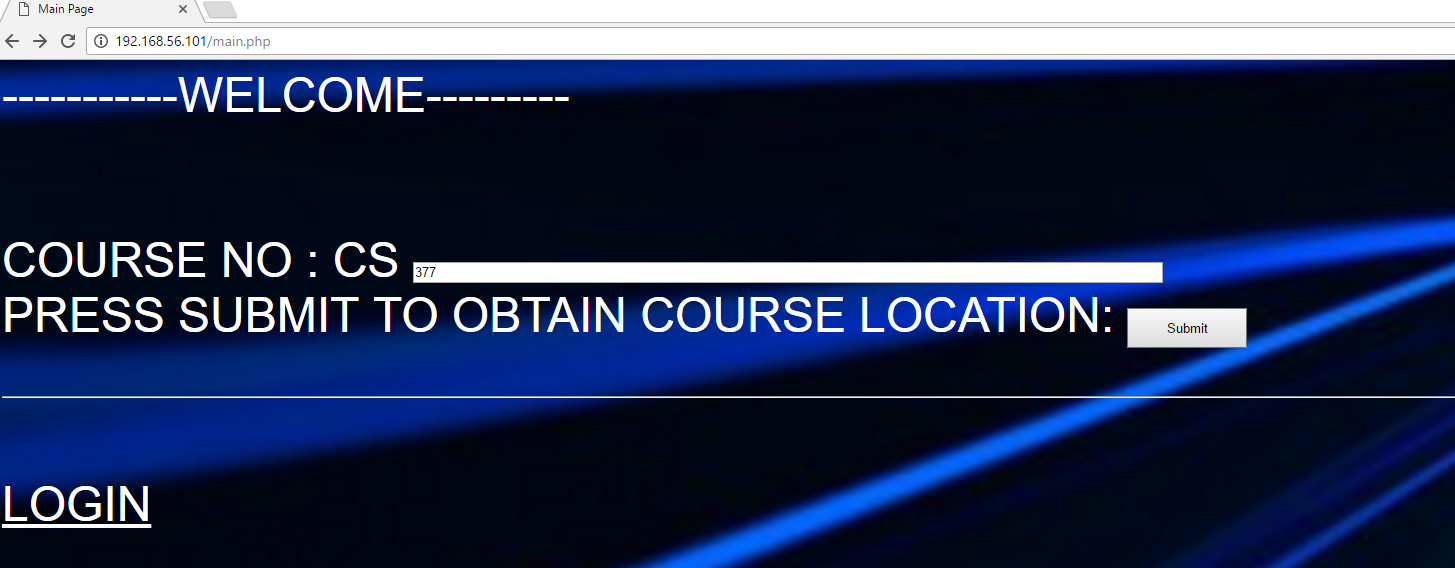 Main Page
192.168.56.101/main.php
-----------WELCOME---------
COURSE NO : CS 377
PRESS SUBMIT TO OBTAIN COURSE LOCATION: Submit
LOGIN